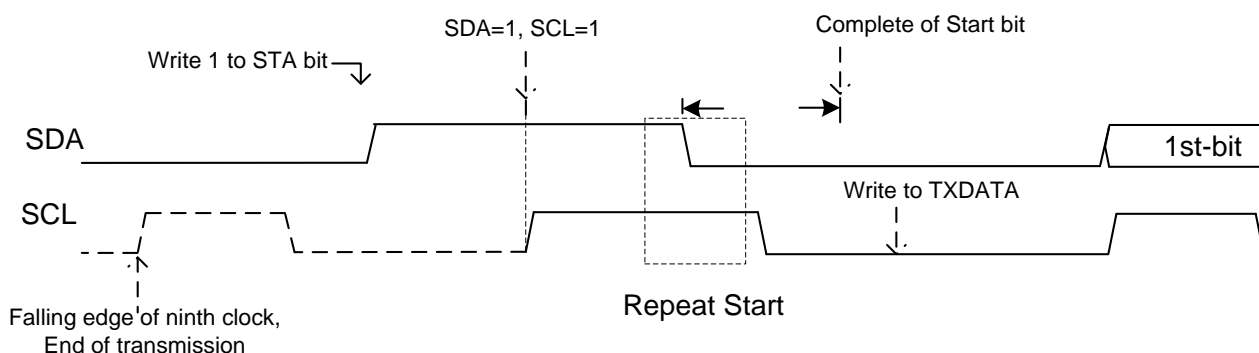 Complete of Start bit
SDA=1, SCL=1
Write 1 to STA bit
SDA
1st-bit
Write to TXDATA
SCL
Repeat Start
Falling edge of ninth clock,
End of transmission